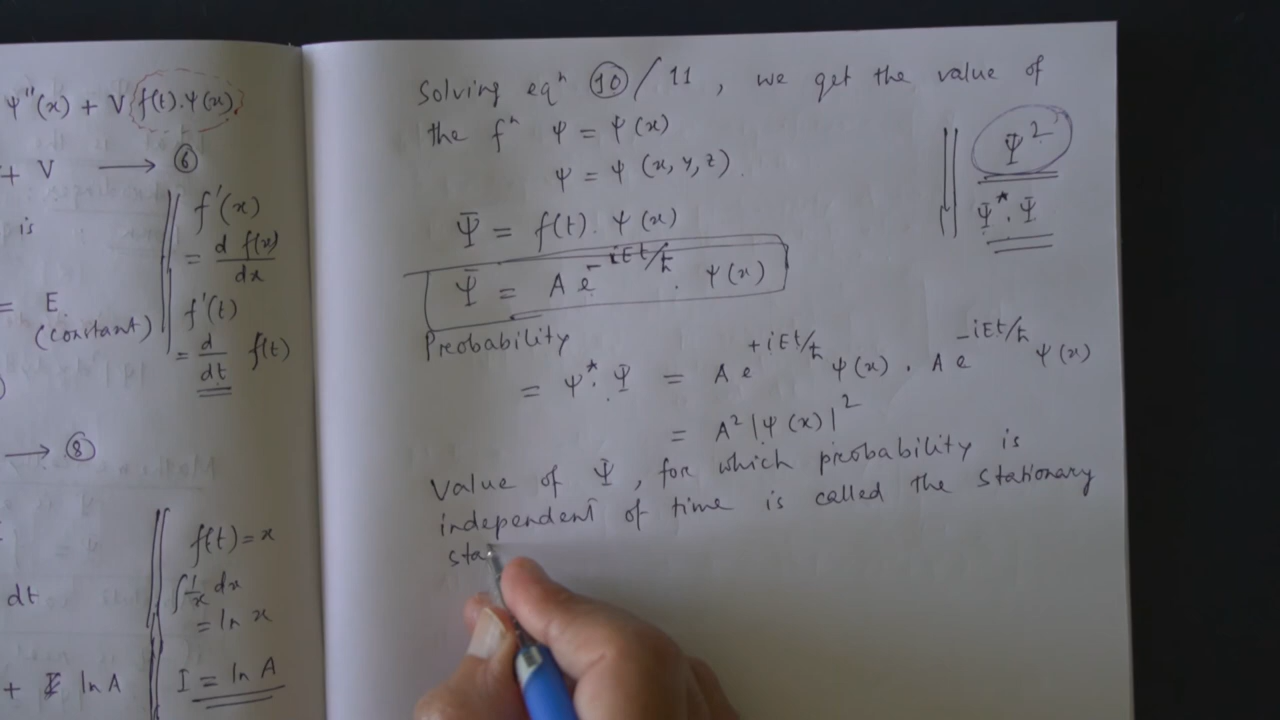 ψ''(x) + V f(t).ψ(x).
+ V → ⑥
is
= E.
(constant)
f'(x)
= d f(x)/dx
f'(t)
= d/dt f(t)
→ ⑧
dt
+ ln A
f(t) = x
∫ 1/x dx
= ln x
I = ln A
Solving eqⁿ ⑩/11, we get the value of
the fⁿ ψ = ψ(x)
ψ = ψ(x, y, z).
Ψ = f(t). ψ(x)
Ψ = A e^{-iEt/ħ}. ψ(x)
Ψ²
Ψ*. Ψ
Probability
= Ψ*. Ψ = A e^{+iEt/ħ} ψ(x). A e^{-iEt/ħ} ψ(x)
= A²|ψ(x)|²
Value of Ψ, for which probability is
independent of time is called the stationary
sta